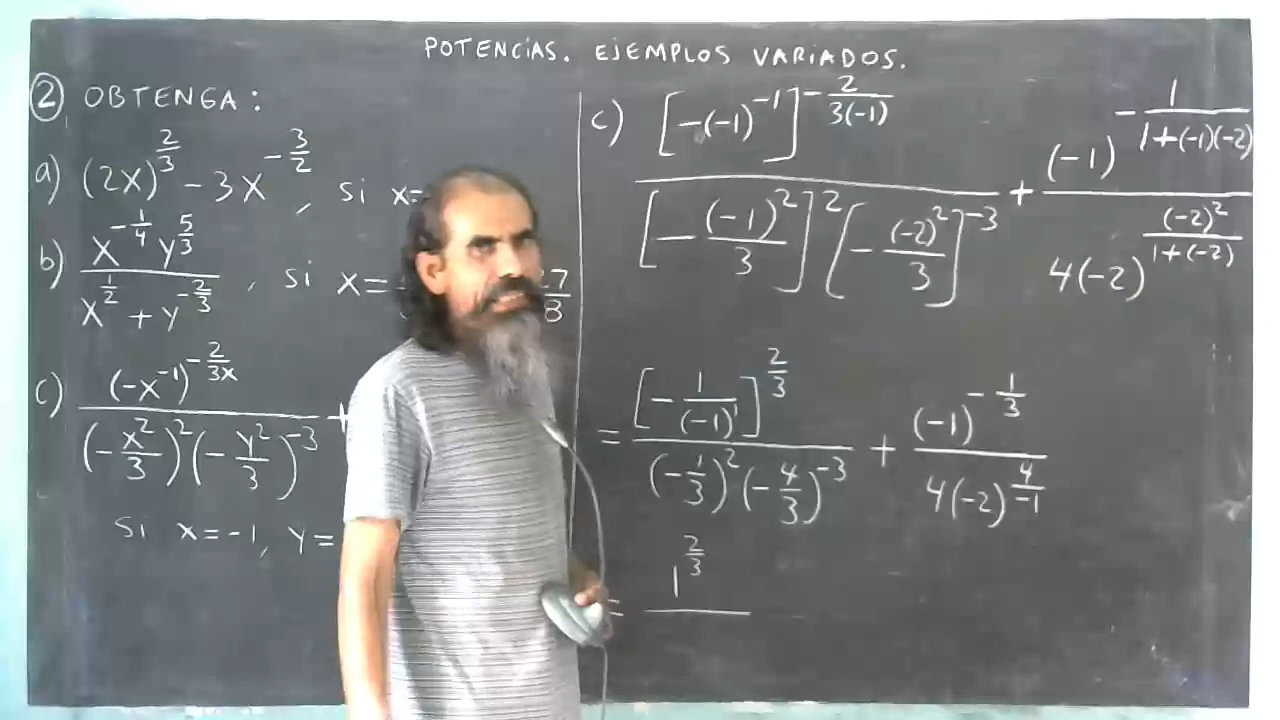 POTENCIAS. EJEMPLOS VARIADOS.
② OBTENGA:
a) (2x)^(2/3) - 3x^(-3/2) , si x=
b) (x^(-1/4) y^(5/3)) / (x^(1/2) + y^(-2/3)) , si x=
c) (-x^(-1))^(-2/(3x)) / ((-x^2/3)^2 (-y^2/3)^(-3)) +
si x=-1, y=
c) [-(-1)^(-1)]^(-2/(3(-1))) / ([-(-1)^2/3]^2 [-(-2)^2/3]^(-3)) + (-1)^(-1/(1+(-1)(-2))) / (4(-2)^((-2)^2/(1+(-2))))
= [-1/(-1)^1]^(2/3) / ((-1/3)^2 (-4/3)^(-3)) + (-1)^(-1/3) / (4(-2)^(4/-1))
= 1^(2/3)